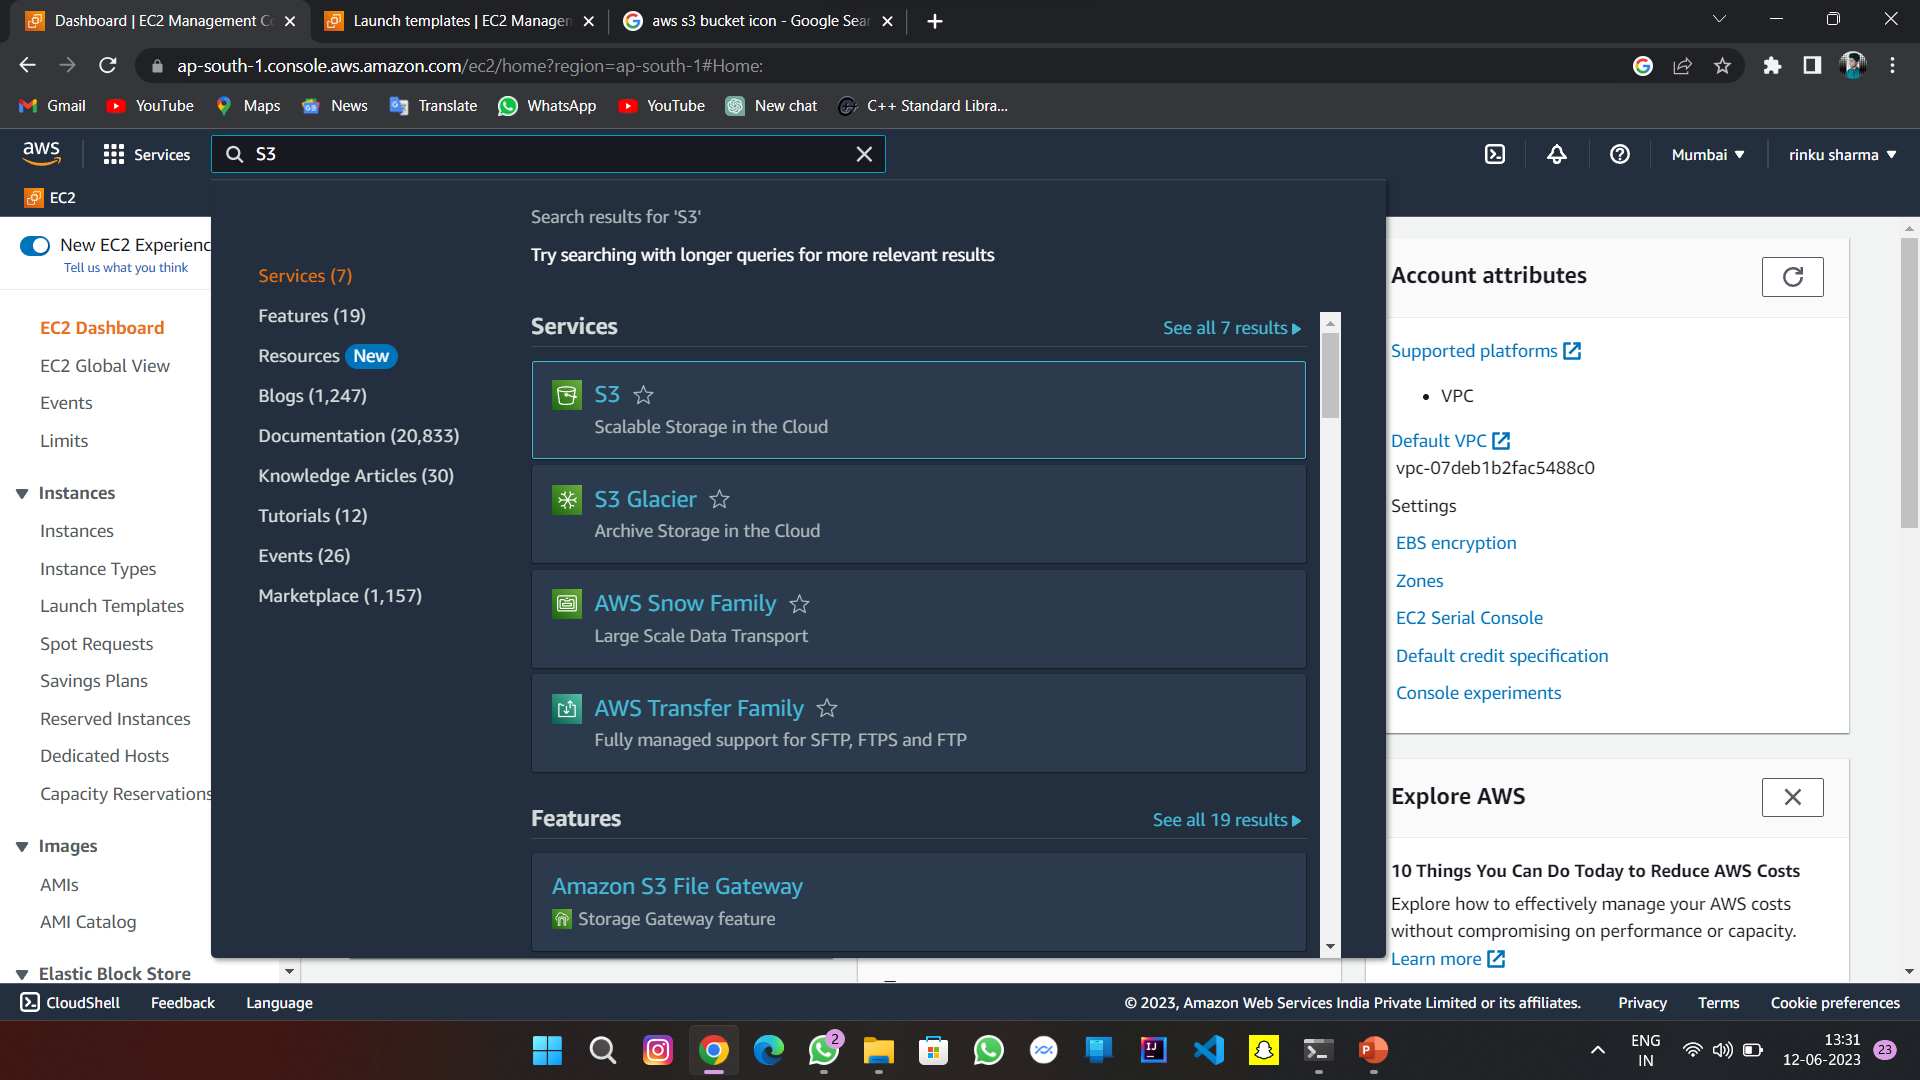 Dashboard | EC2 Management Co
Launch templates | EC2 Managem
aws s3 bucket icon - Google Sear
ap-south-1.console.aws.amazon.com/ec2/home?region=ap-south-1#Home:
Gmail
YouTube
Maps
News
Translate
WhatsApp
YouTube
New chat
C++ Standard Libra...
aws
Services
S3
Mumbai
rinku sharma
EC2
New EC2 Experienc
Tell us what you think
EC2 Dashboard
EC2 Global View
Events
Limits
Instances
Instances
Instance Types
Launch Templates
Spot Requests
Savings Plans
Reserved Instances
Dedicated Hosts
Capacity Reservations
Images
AMIs
AMI Catalog
Elastic Block Store
Services (7)
Features (19)
Resources New
Blogs (1,247)
Documentation (20,833)
Knowledge Articles (30)
Tutorials (12)
Events (26)
Marketplace (1,157)
Search results for 'S3'
Try searching with longer queries for more relevant results
Services
See all 7 results
S3
Scalable Storage in the Cloud
S3 Glacier
Archive Storage in the Cloud
AWS Snow Family
Large Scale Data Transport
AWS Transfer Family
Fully managed support for SFTP, FTPS and FTP
Features
See all 19 results
Amazon S3 File Gateway
Storage Gateway feature
Account attributes
Supported platforms
• VPC
Default VPC
vpc-07deb1b2fac5488c0
Settings
EBS encryption
Zones
EC2 Serial Console
Default credit specification
Console experiments
Explore AWS
10 Things You Can Do Today to Reduce AWS Costs
Explore how to effectively manage your AWS costs
without compromising on performance or capacity.
Learn more
CloudShell
Feedback
Language
© 2023, Amazon Web Services India Private Limited or its affiliates.
Privacy
Terms
Cookie preferences
2
IJ
P
ENG
IN
13:31
12-06-2023
23